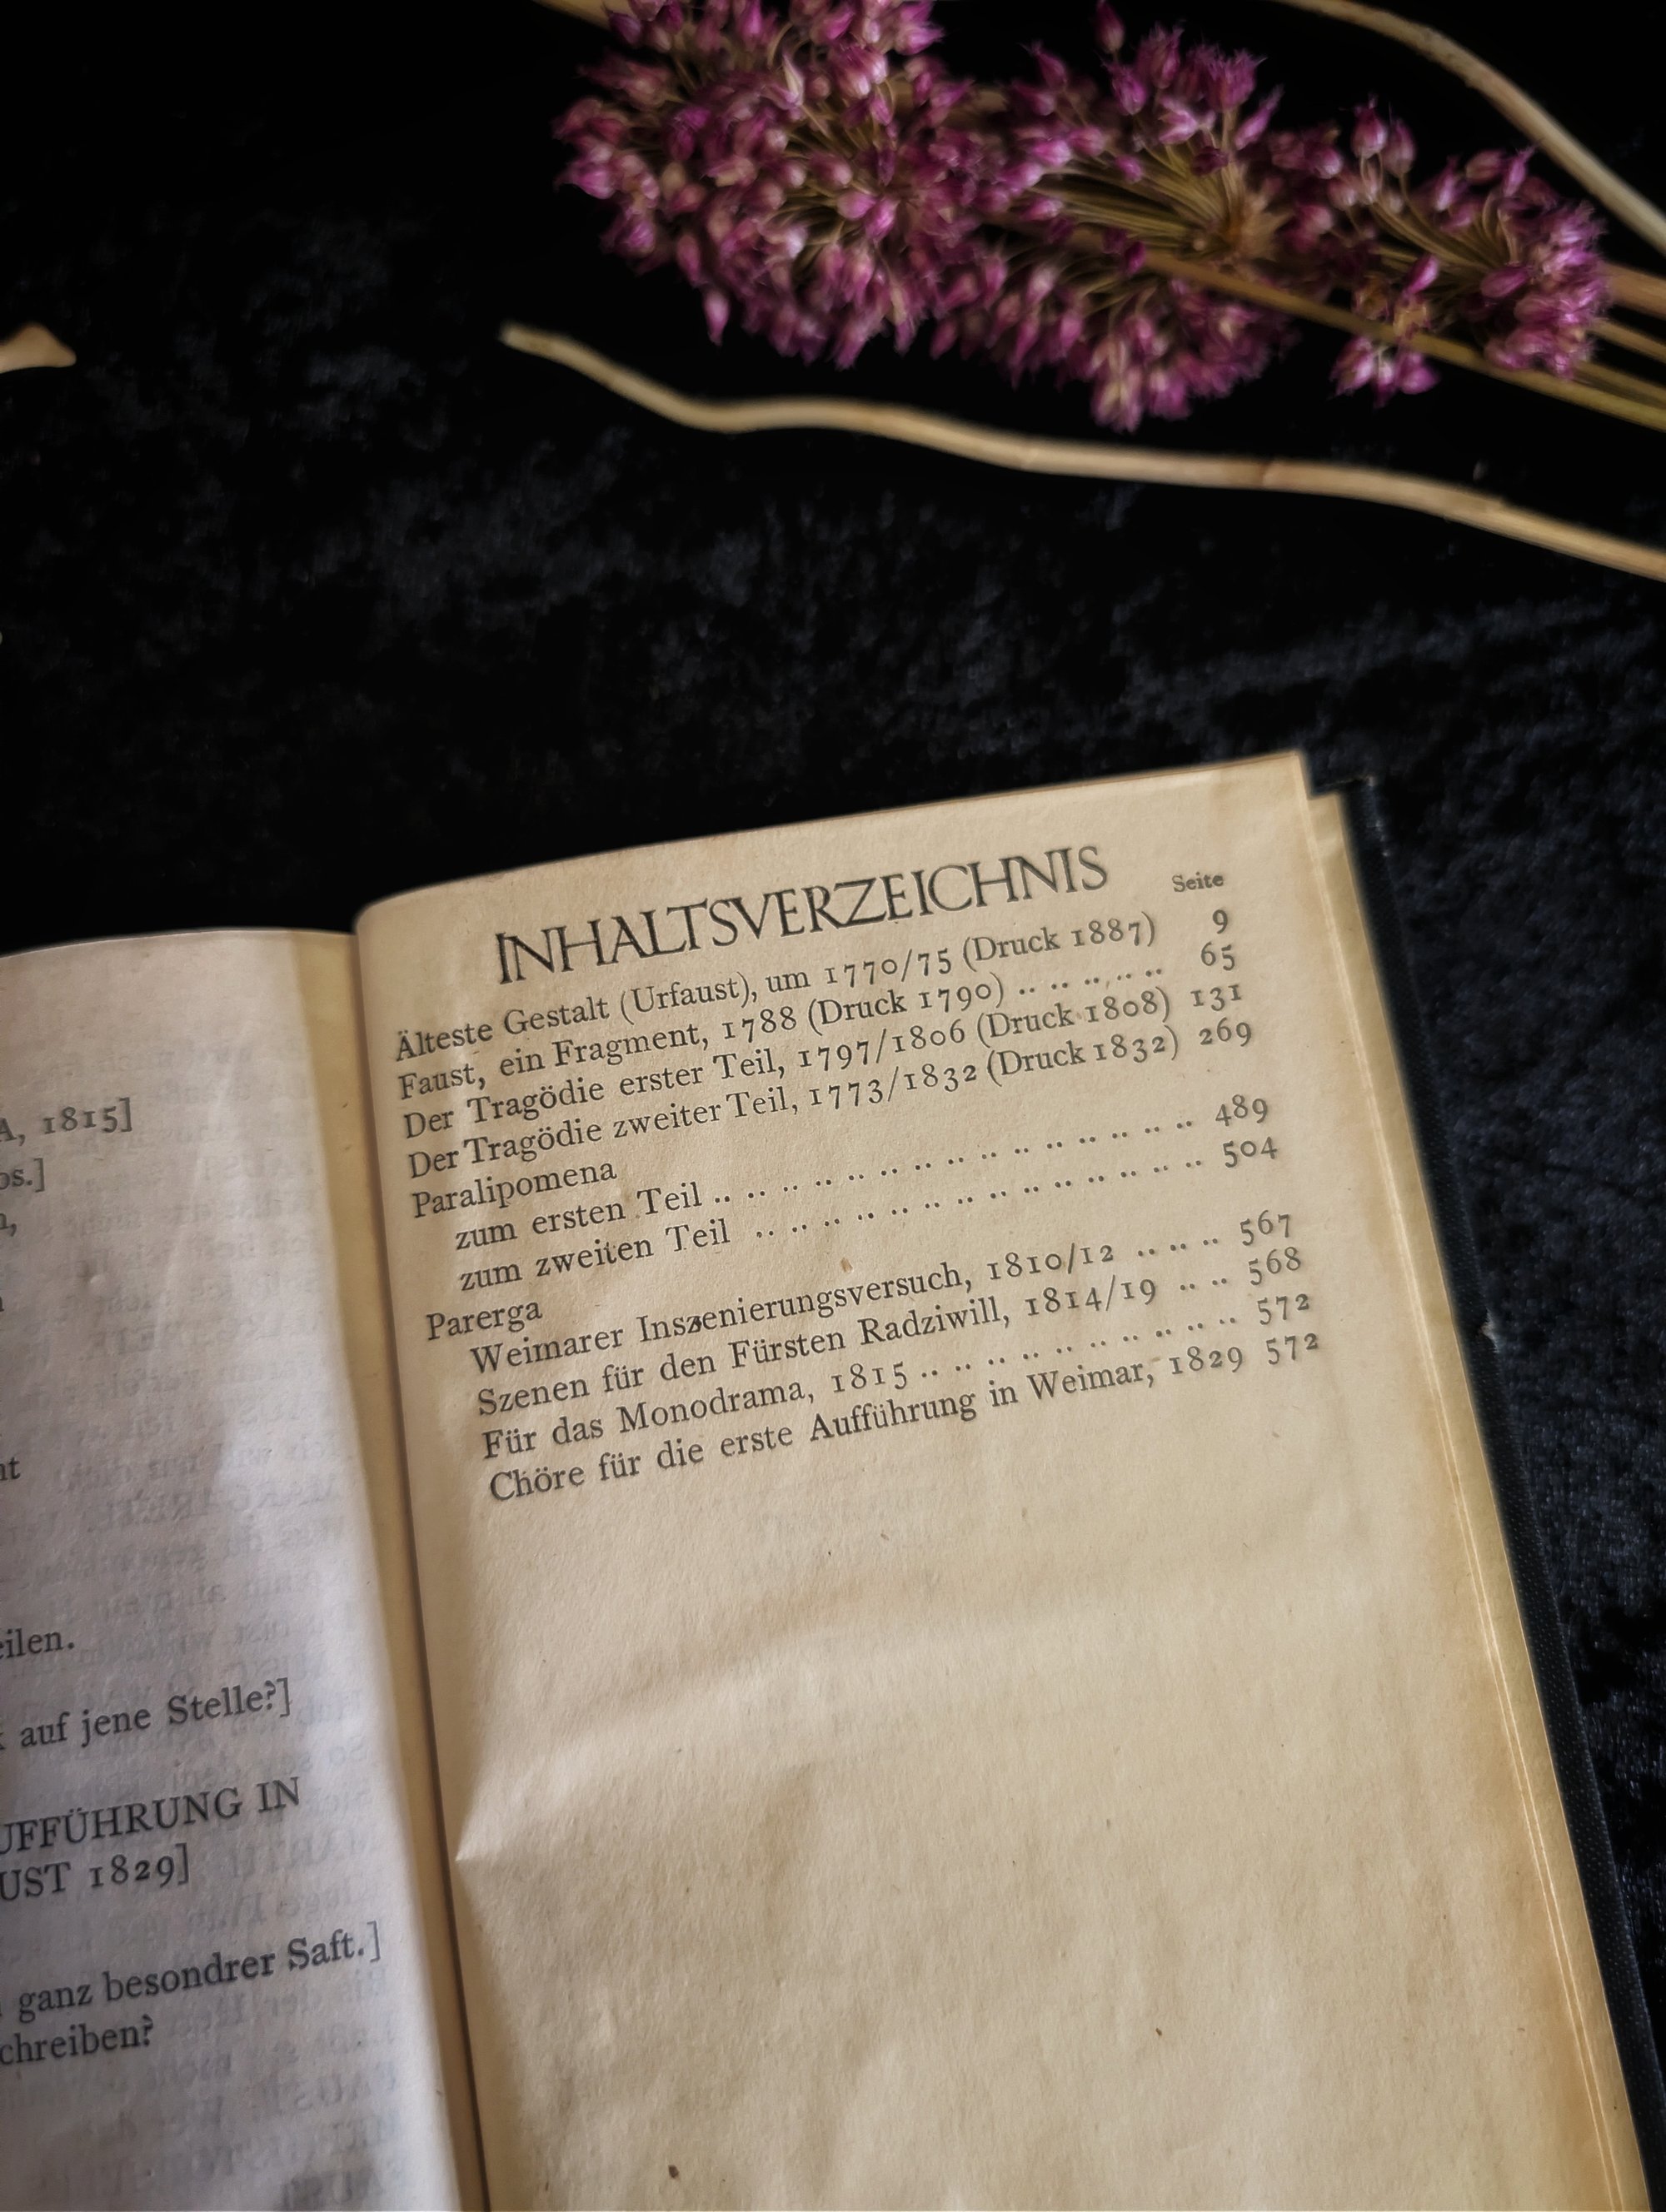 1815]
auf jene Stelle?]
IN
1829]
ganz besondrer Saft.]
INHALTSVERZEICHNIS
Seite
Älteste Gestalt (Urfaust), um 1770/75 (Druck 1887) 9
Faust, ein Fragment, 1788 (Druck 1790) .. .. .. .. .. 65
Der Tragödie erster Teil, 1797/1806 (Druck 1808) 131
Der Tragödie zweiter Teil, 1773/1832 (Druck 1832) 269
Paralipomena
zum ersten Teil .. .. .. .. .. .. .. .. .. .. .. .. .. .. .. 489
zum zweiten Teil .. .. .. .. .. .. .. .. .. .. .. .. .. .. 504
Parerga
Weimarer Inszenierungsversuch, 1810/12 .. .. .. 567
Szenen für den Fürsten Radziwill, 1814/19 .. .. 568
Für das Monodrama, 1815 .. .. .. .. .. .. .. .. .. .. 572
Chöre für die erste Aufführung in Weimar, 1829 572